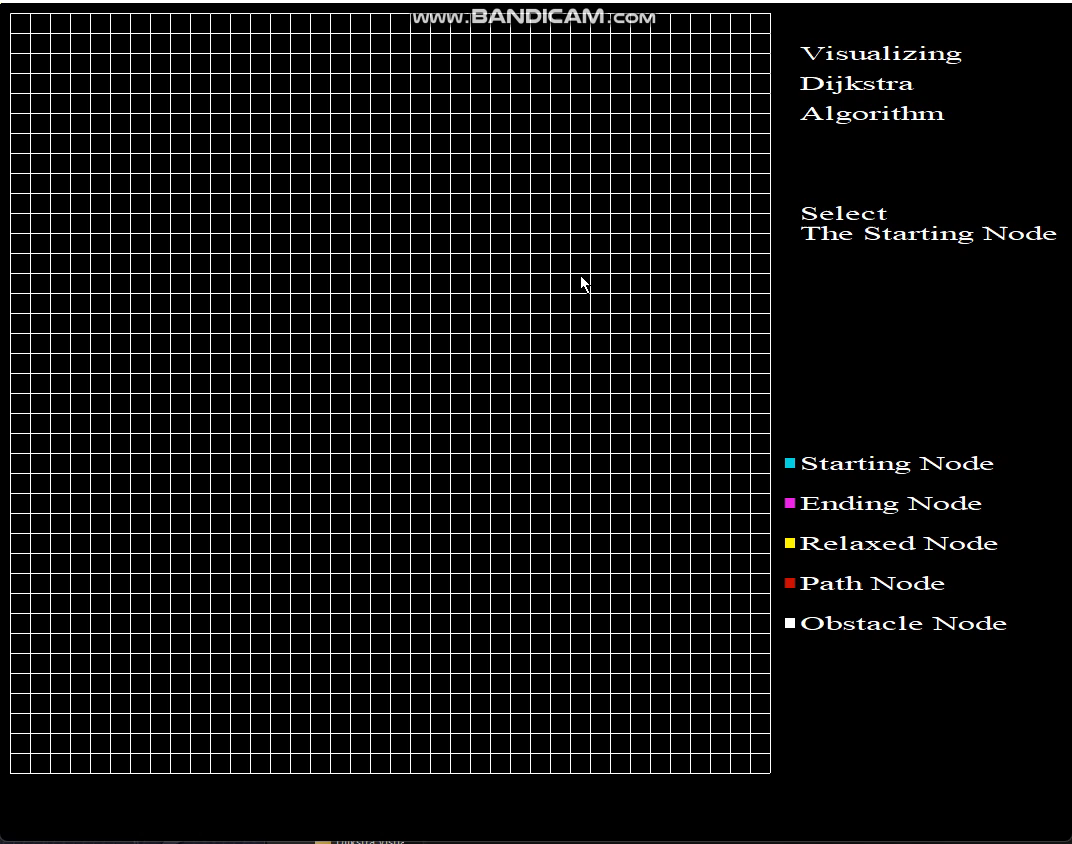 WWW.BANDICAM.COM
Visualizing
Dijkstra
Algorithm
Select
The Starting Node
Starting Node
Ending Node
Relaxed Node
Path Node
Obstacle Node